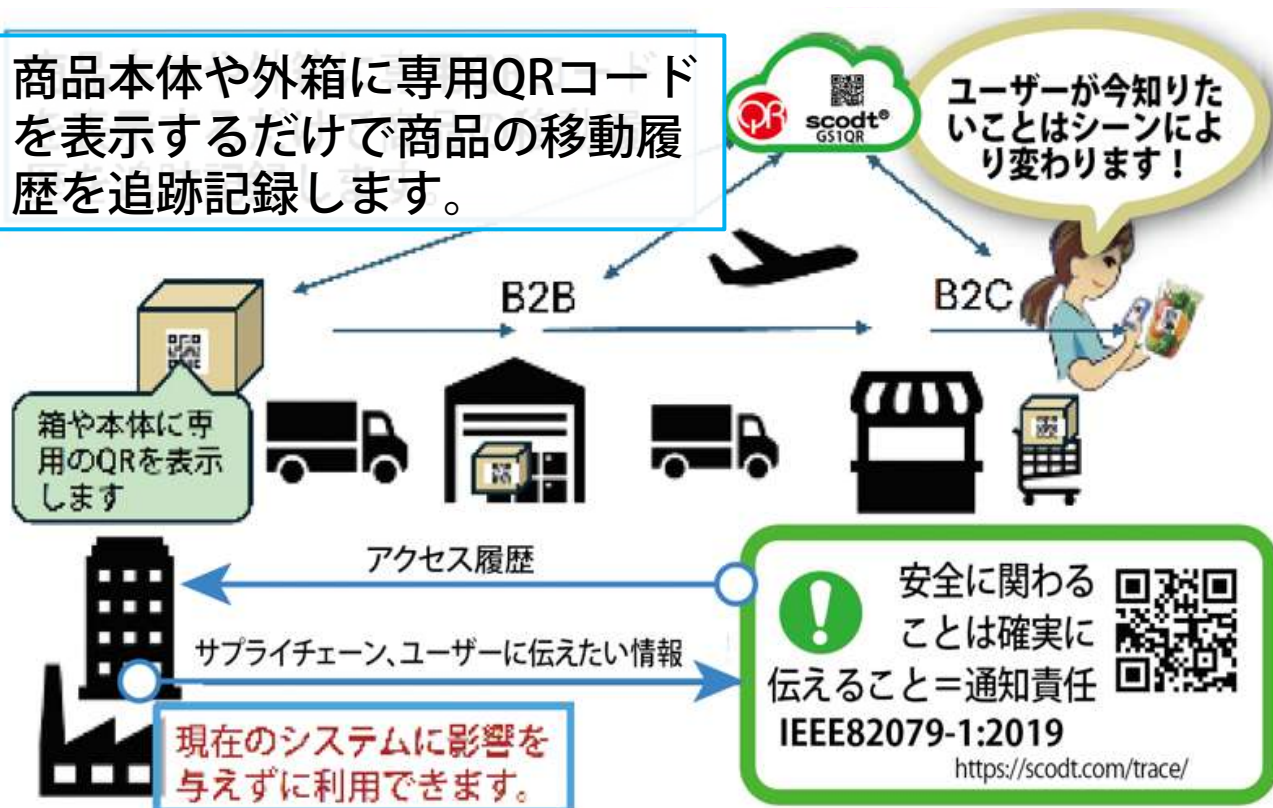 商品本体や外箱に専用QRコード
を表示するだけで商品の移動履
歴を追跡記録します。
QR
scodt®
GS1QR
ユーザーが今知りた
いことはシーンによ
り変わります！
B2B
B2C
箱や本体に専
用のQRを表示
します
アクセス履歴
サプライチェーン、ユーザーに伝えたい情報
現在のシステムに影響を
与えずに利用できます。
安全に関わる
ことは確実に
伝えること＝通知責任
IEEE82079-1:2019
https://scodt.com/trace/